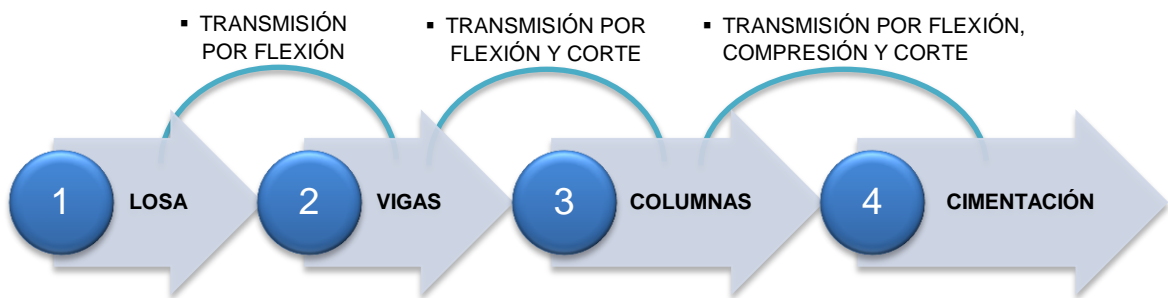 ▪ TRANSMISIÓN
POR FLEXIÓN
▪ TRANSMISIÓN POR
FLEXIÓN Y CORTE
▪ TRANSMISIÓN POR FLEXIÓN,
COMPRESIÓN Y CORTE
1 LOSA
2 VIGAS
3 COLUMNAS
4 CIMENTACIÓN